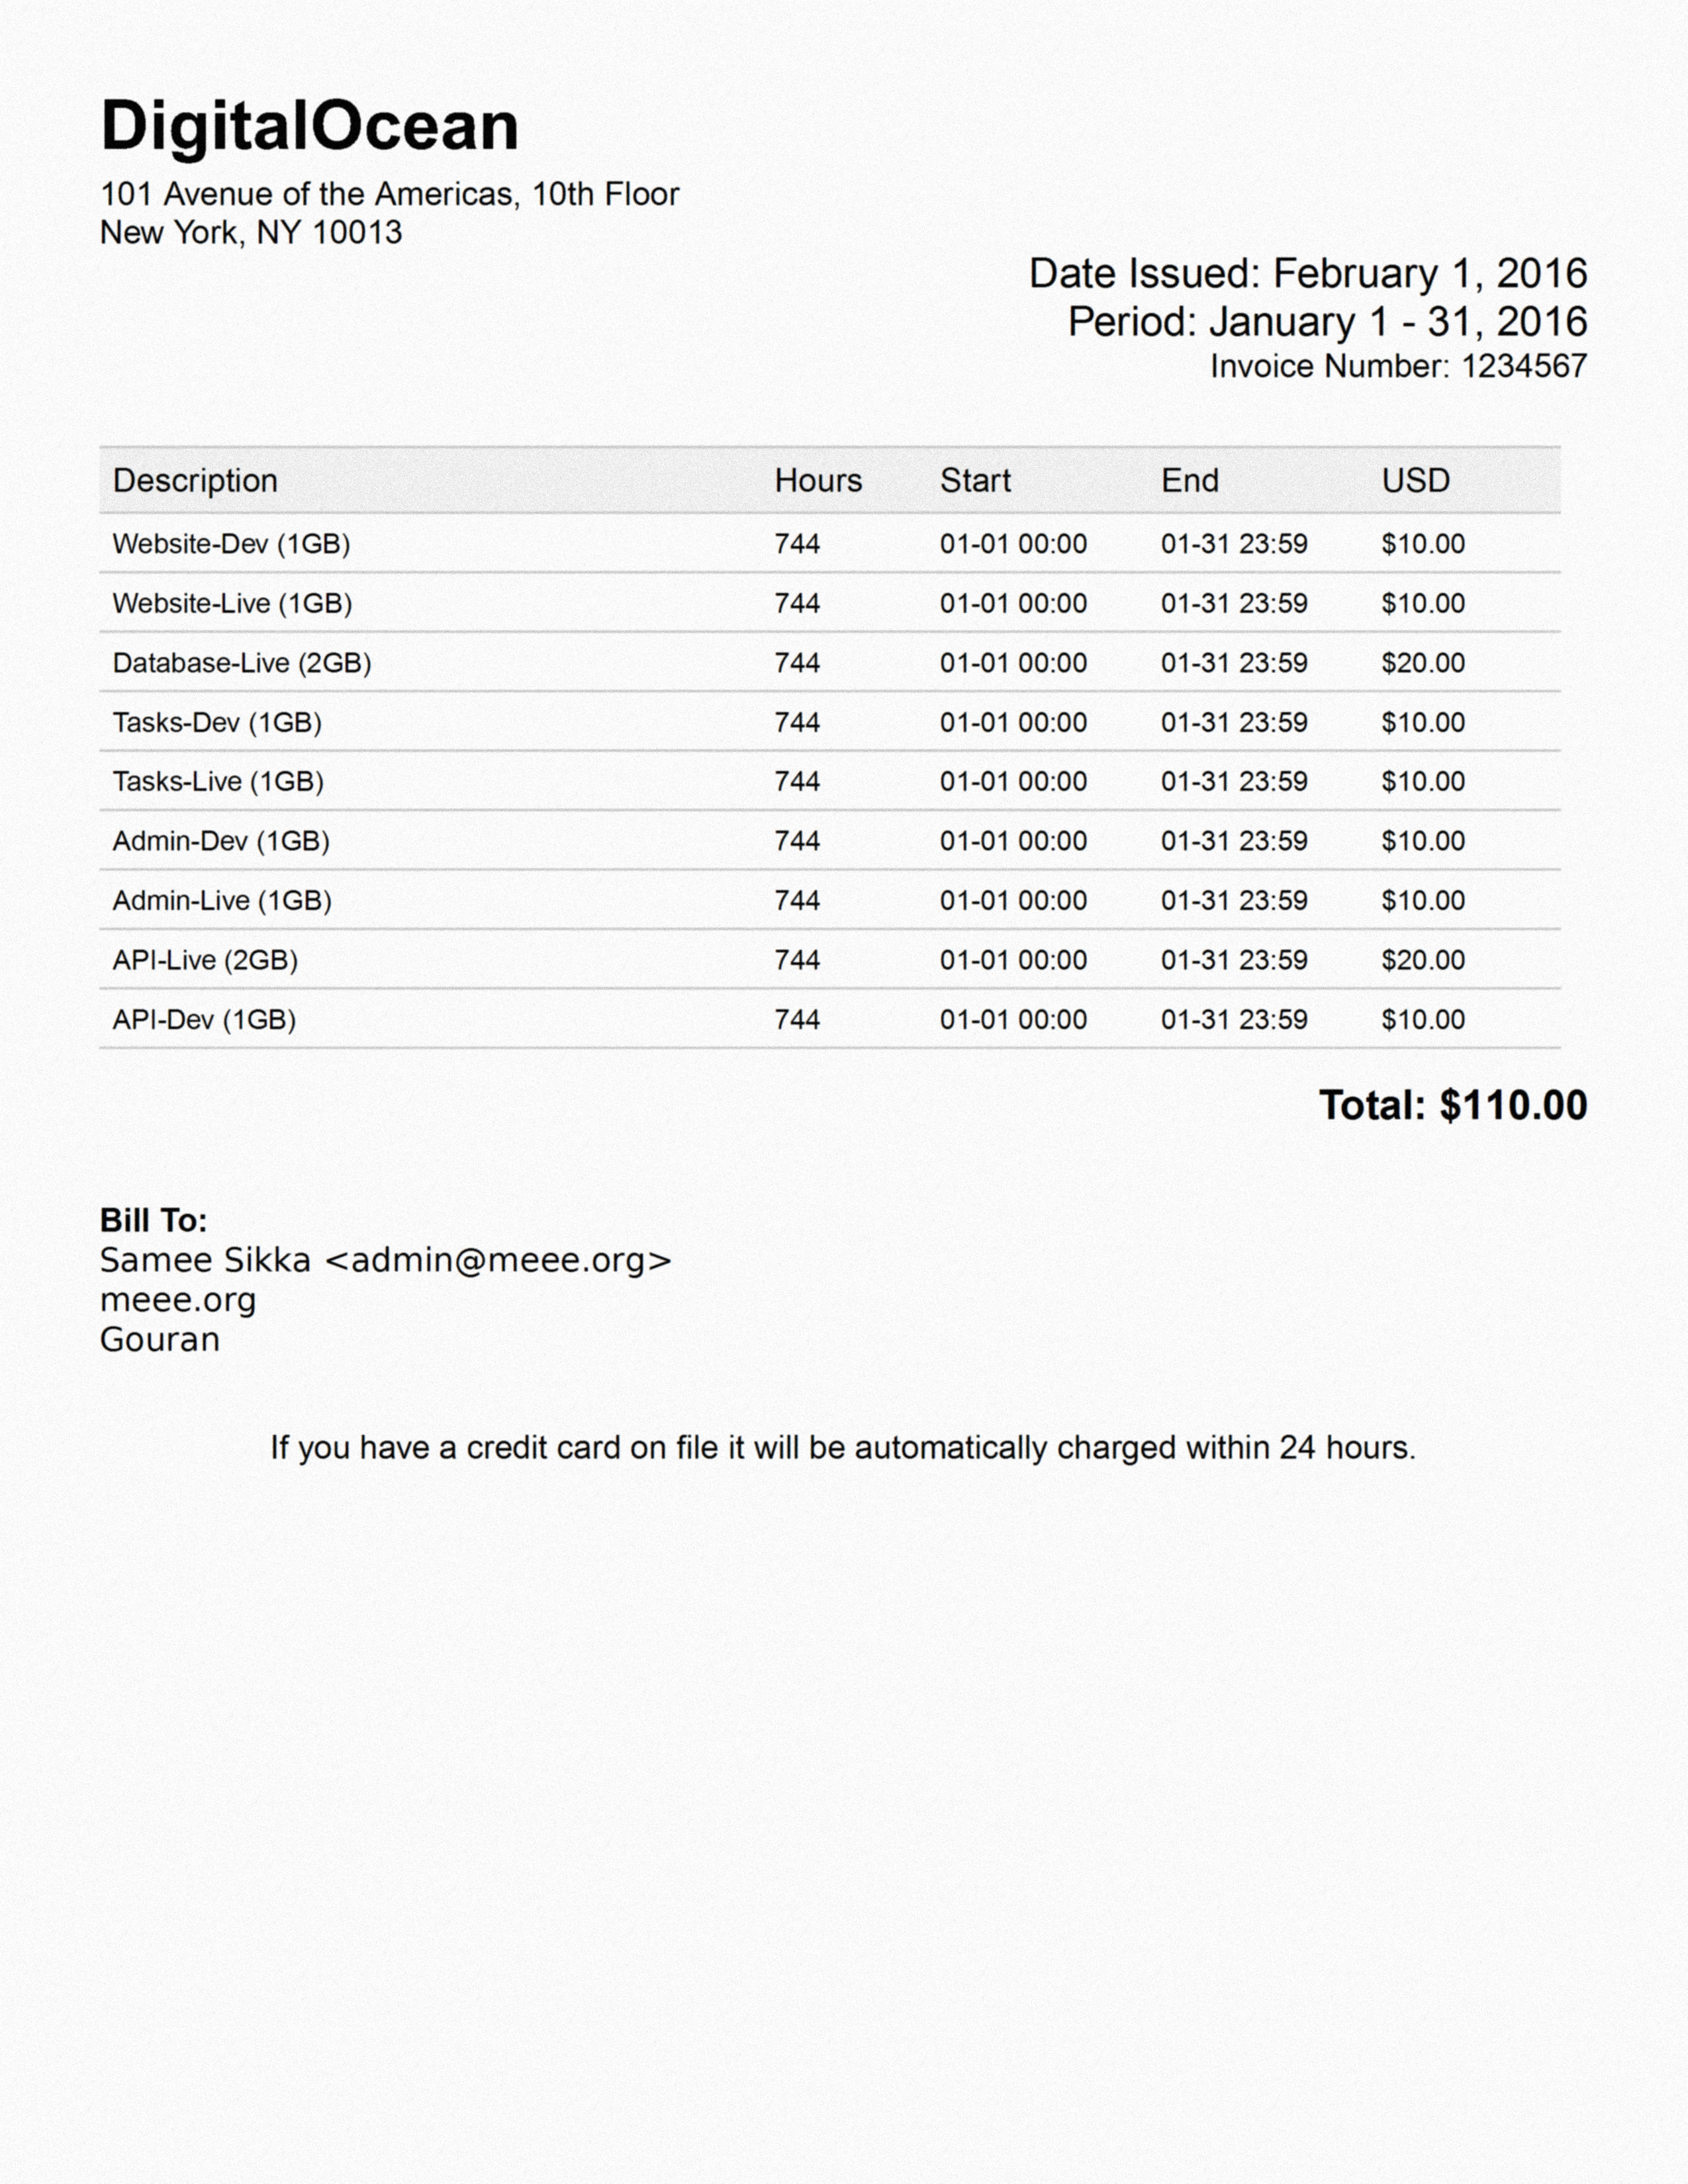 DigitalOcean
101 Avenue of the Americas, 10th Floor
New York, NY 10013
Date Issued: February 1, 2016
Period: January 1 - 31, 2016
Invoice Number: 1234567
Description Hours Start End USD
Website-Dev (1GB) 744 01-01 00:00 01-31 23:59 $10.00
Website-Live (1GB) 744 01-01 00:00 01-31 23:59 $10.00
Database-Live (2GB) 744 01-01 00:00 01-31 23:59 $20.00
Tasks-Dev (1GB) 744 01-01 00:00 01-31 23:59 $10.00
Tasks-Live (1GB) 744 01-01 00:00 01-31 23:59 $10.00
Admin-Dev (1GB) 744 01-01 00:00 01-31 23:59 $10.00
Admin-Live (1GB) 744 01-01 00:00 01-31 23:59 $10.00
API-Live (2GB) 744 01-01 00:00 01-31 23:59 $20.00
API-Dev (1GB) 744 01-01 00:00 01-31 23:59 $10.00
Total: $110.00
Bill To:
Samee Sikka <admin@meee.org>
meee.org
Gouran
If you have a credit card on file it will be automatically charged within 24 hours.